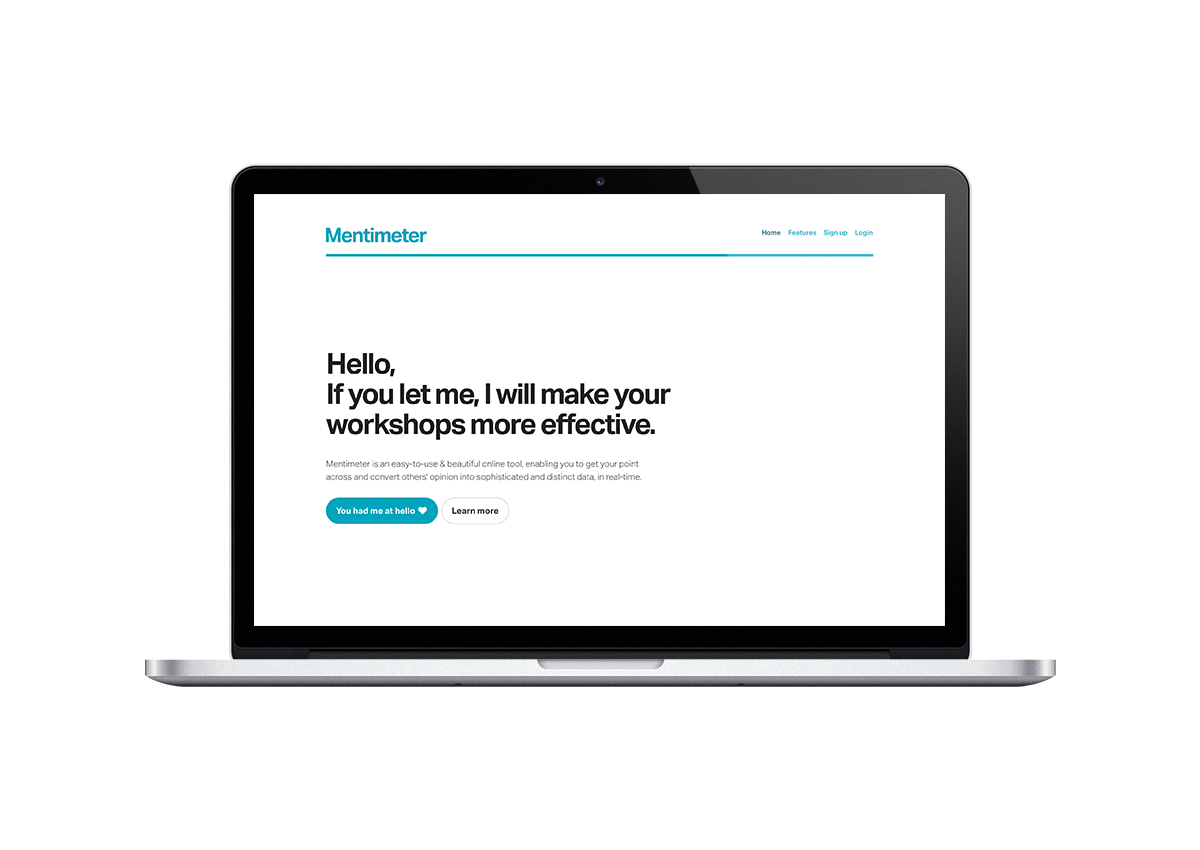 Mentimeter
Home Features Sign up Login
Hello,
If you let me, I will make your
workshops more effective.
Mentimeter is an easy-to-use & beautiful online tool, enabling you to get your point
across and convert others' opinion into sophisticated and distinct data, in real-time.
You had me at hello Learn more